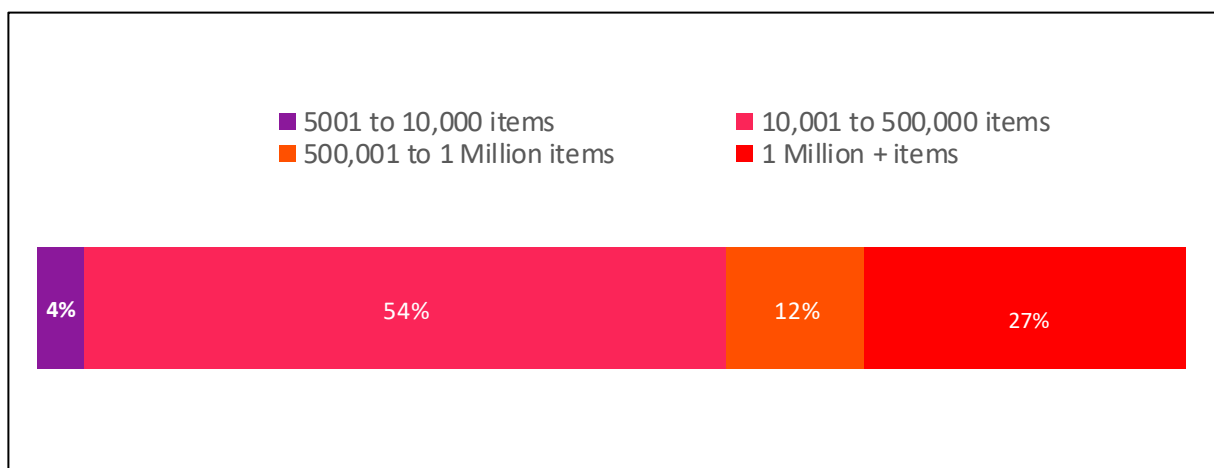 5001 to 10,000 items 10,001 to 500,000 items
500,001 to 1 Million items 1 Million + items
4% 54% 12% 27%